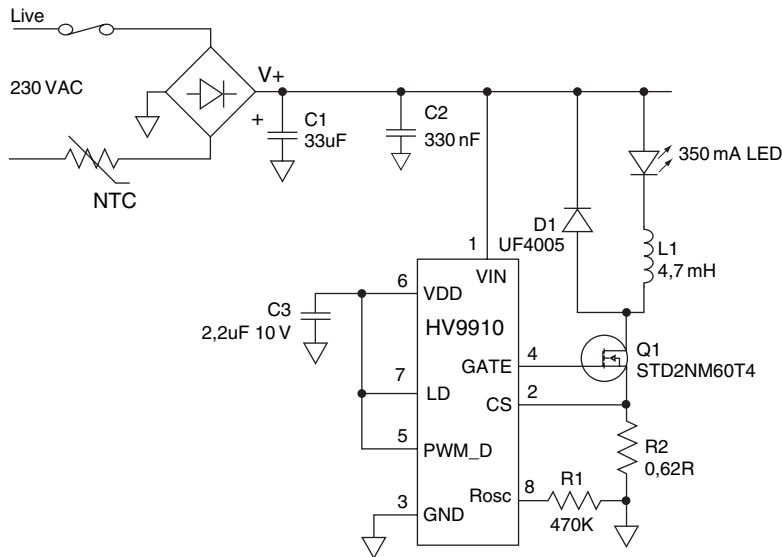 Live
230 VAC
NTC
V+
+
C1
33uF
C2
330 nF
350 mA LED
D1
UF4005
L1
4,7 mH
1
VIN
6
VDD
C3
2,2uF 10 V
HV9910
4
GATE
Q1
STD2NM60T4
7
LD
2
CS
5
PWM_D
R2
0,62R
8
Rosc
R1
470K
3
GND